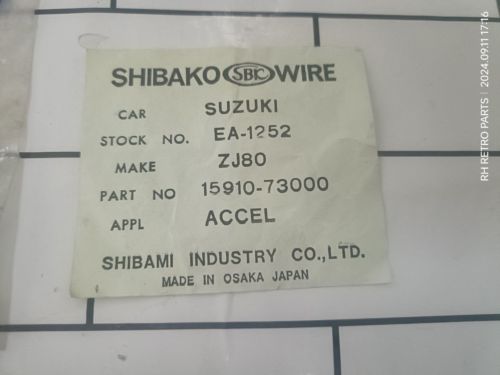 SHIBAKO SBIC WIRE
CAR SUZUKI
STOCK NO. EA-1252
MAKE ZJ80
PART NO 15910-73000
APPL ACCEL
SHIBAMI INDUSTRY CO.,LTD.
MADE IN OSAKA JAPAN
RH RETRO PARTS | 2024.09.11 17:16